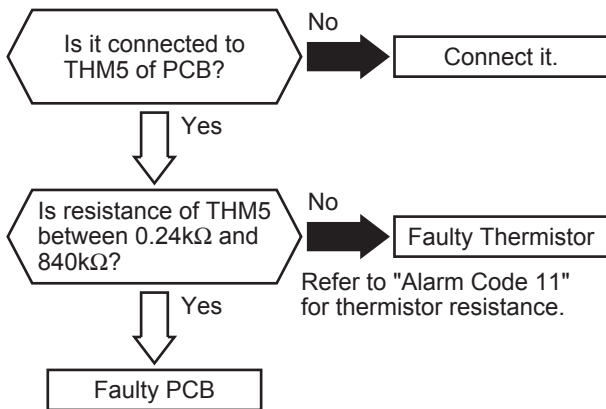 Is it connected to
THM5 of PCB?
No
Connect it.
Yes
Is resistance of THM5
between 0.24kΩ and
840kΩ?
No
Faulty Thermistor
Refer to "Alarm Code 11"
for thermistor resistance.
Yes
Faulty PCB